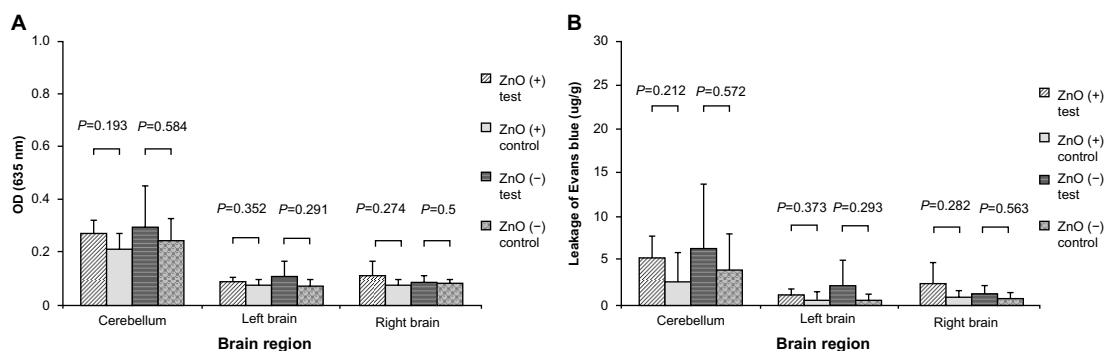 A
OD (635 nm)
1.0
0.8
0.6
0.4
0.2
0
P=0.193
P=0.584
P=0.352
P=0.291
P=0.274
P=0.5
Cerebellum
Left brain
Right brain
Brain region
ZnO (+)
test
ZnO (+)
control
ZnO (−)
test
ZnO (−)
control
B
Leakage of Evans blue (ug/g)
30
25
20
15
10
5
0
P=0.212
P=0.572
P=0.373
P=0.293
P=0.282
P=0.563
Cerebellum
Left brain
Right brain
Brain region
ZnO (+)
test
ZnO (+)
control
ZnO (−)
test
ZnO (−)
control